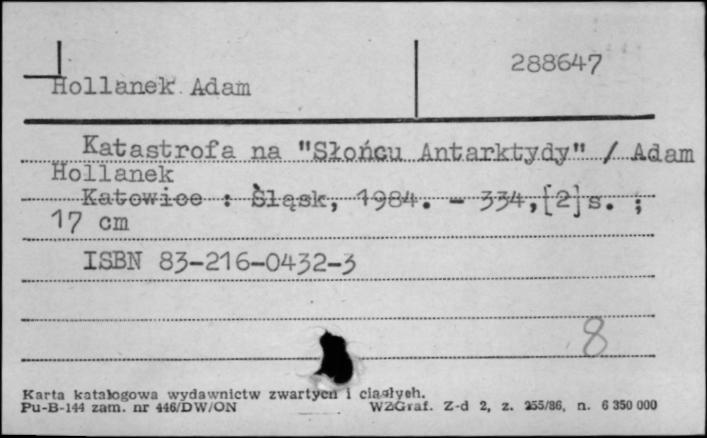 288647
Hollanek Adam
Katastrofa na "Słońcu Antarktydy" / Adam
Hollanek
Katowice : Śląsk, 1984. - 334,[2]s. ;
17 cm
ISBN 83-216-0432-3
8
Karta katalogowa wydawnictw zwartych i ciągłych.
Pu-B-144 zam. nr 446/DW/ON WZGraf. Z-d 2, z. 255/86, n. 6 350 000